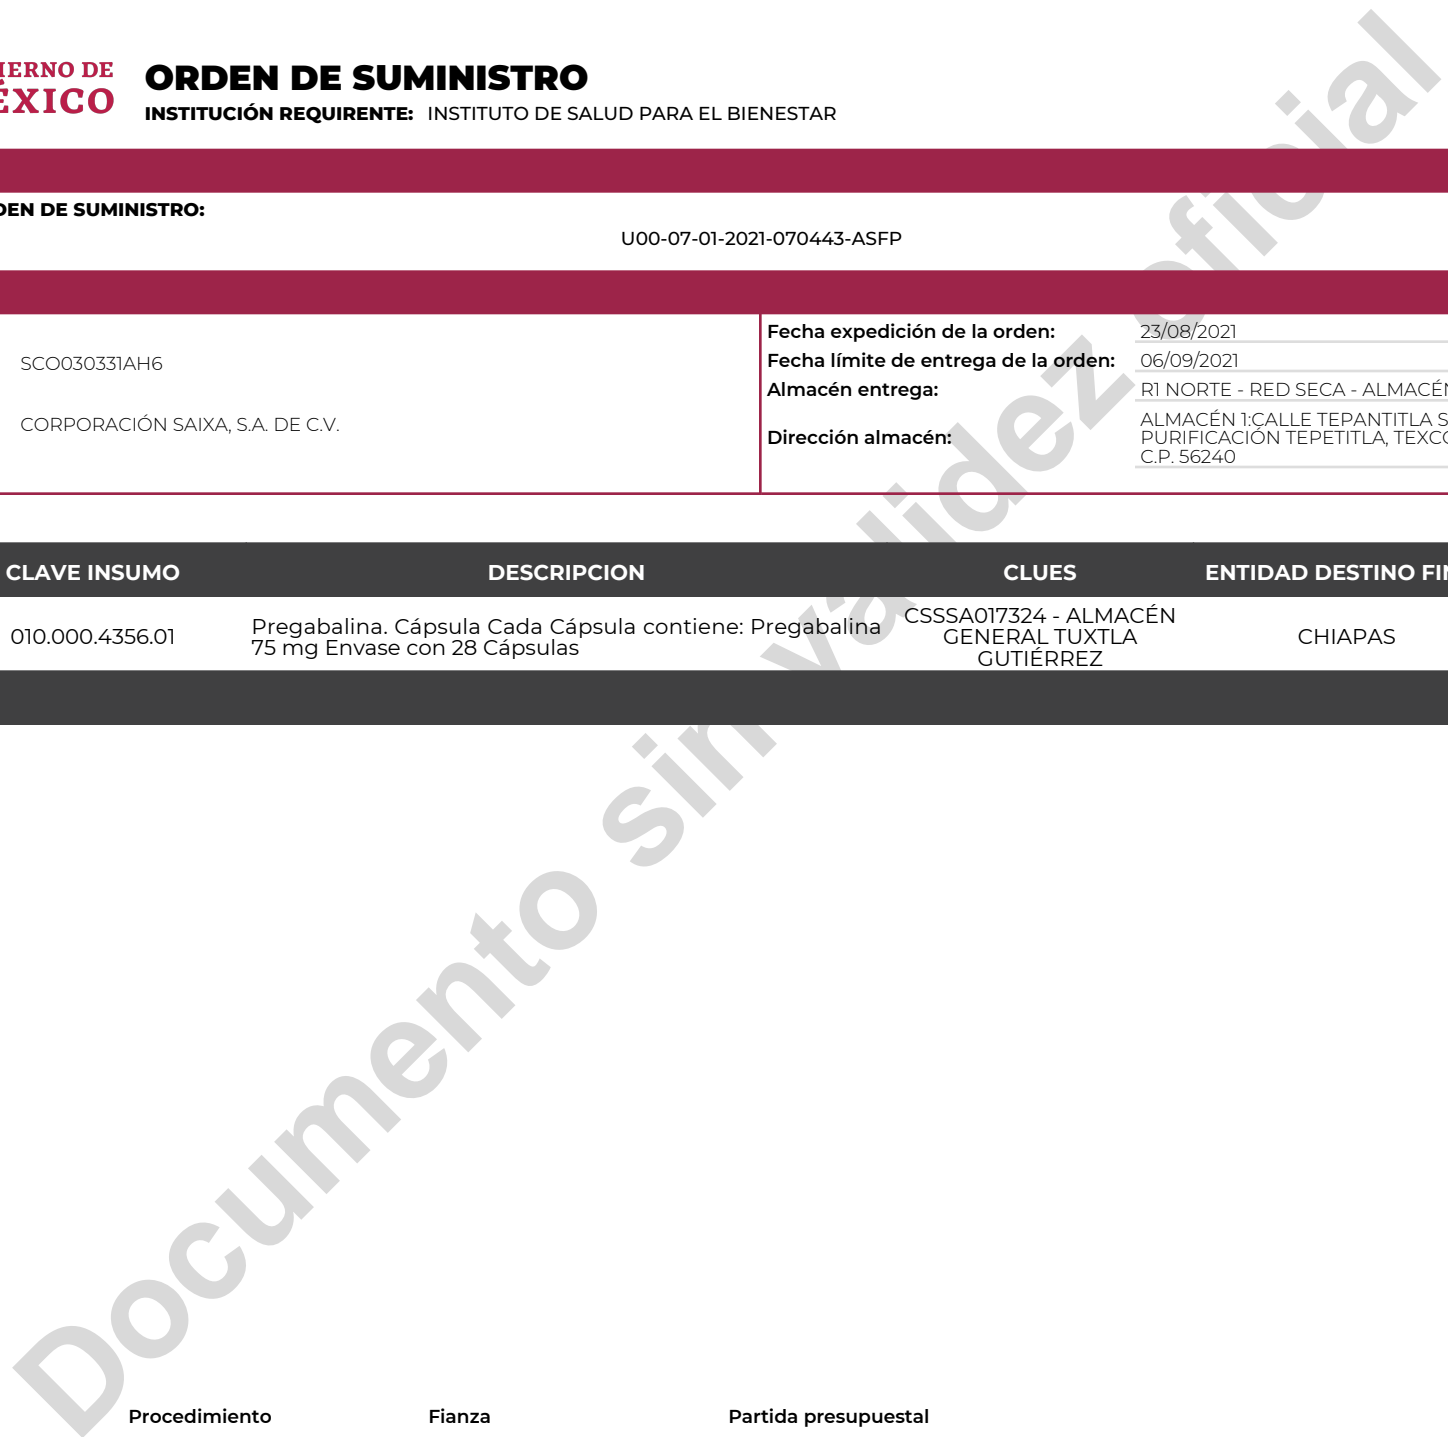 IERNO DE
ÉXICO
ORDEN DE SUMINISTRO
INSTITUCIÓN REQUIRENTE: INSTITUTO DE SALUD PARA EL BIENESTAR
DEN DE SUMINISTRO:
U00-07-01-2021-070443-ASFP
SCO030331AH6
CORPORACIÓN SAIXA, S.A. DE C.V.
Fecha expedición de la orden: 23/08/2021
Fecha límite de entrega de la orden: 06/09/2021
Almacén entrega: R1 NORTE - RED SECA - ALMACÉN
Dirección almacén: ALMACÉN 1:CALLE TEPANTITLA S
PURIFICACIÓN TEPETITLA, TEXCO
C.P. 56240
CLAVE INSUMO DESCRIPCION CLUES ENTIDAD DESTINO FIN
010.000.4356.01
Pregabalina. Cápsula Cada Cápsula contiene: Pregabalina
75 mg Envase con 28 Cápsulas
CSSSA017324 - ALMACÉN
GENERAL TUXTLA
GUTIÉRREZ
CHIAPAS
Documento sin validez oficial
Procedimiento Fianza Partida presupuestal